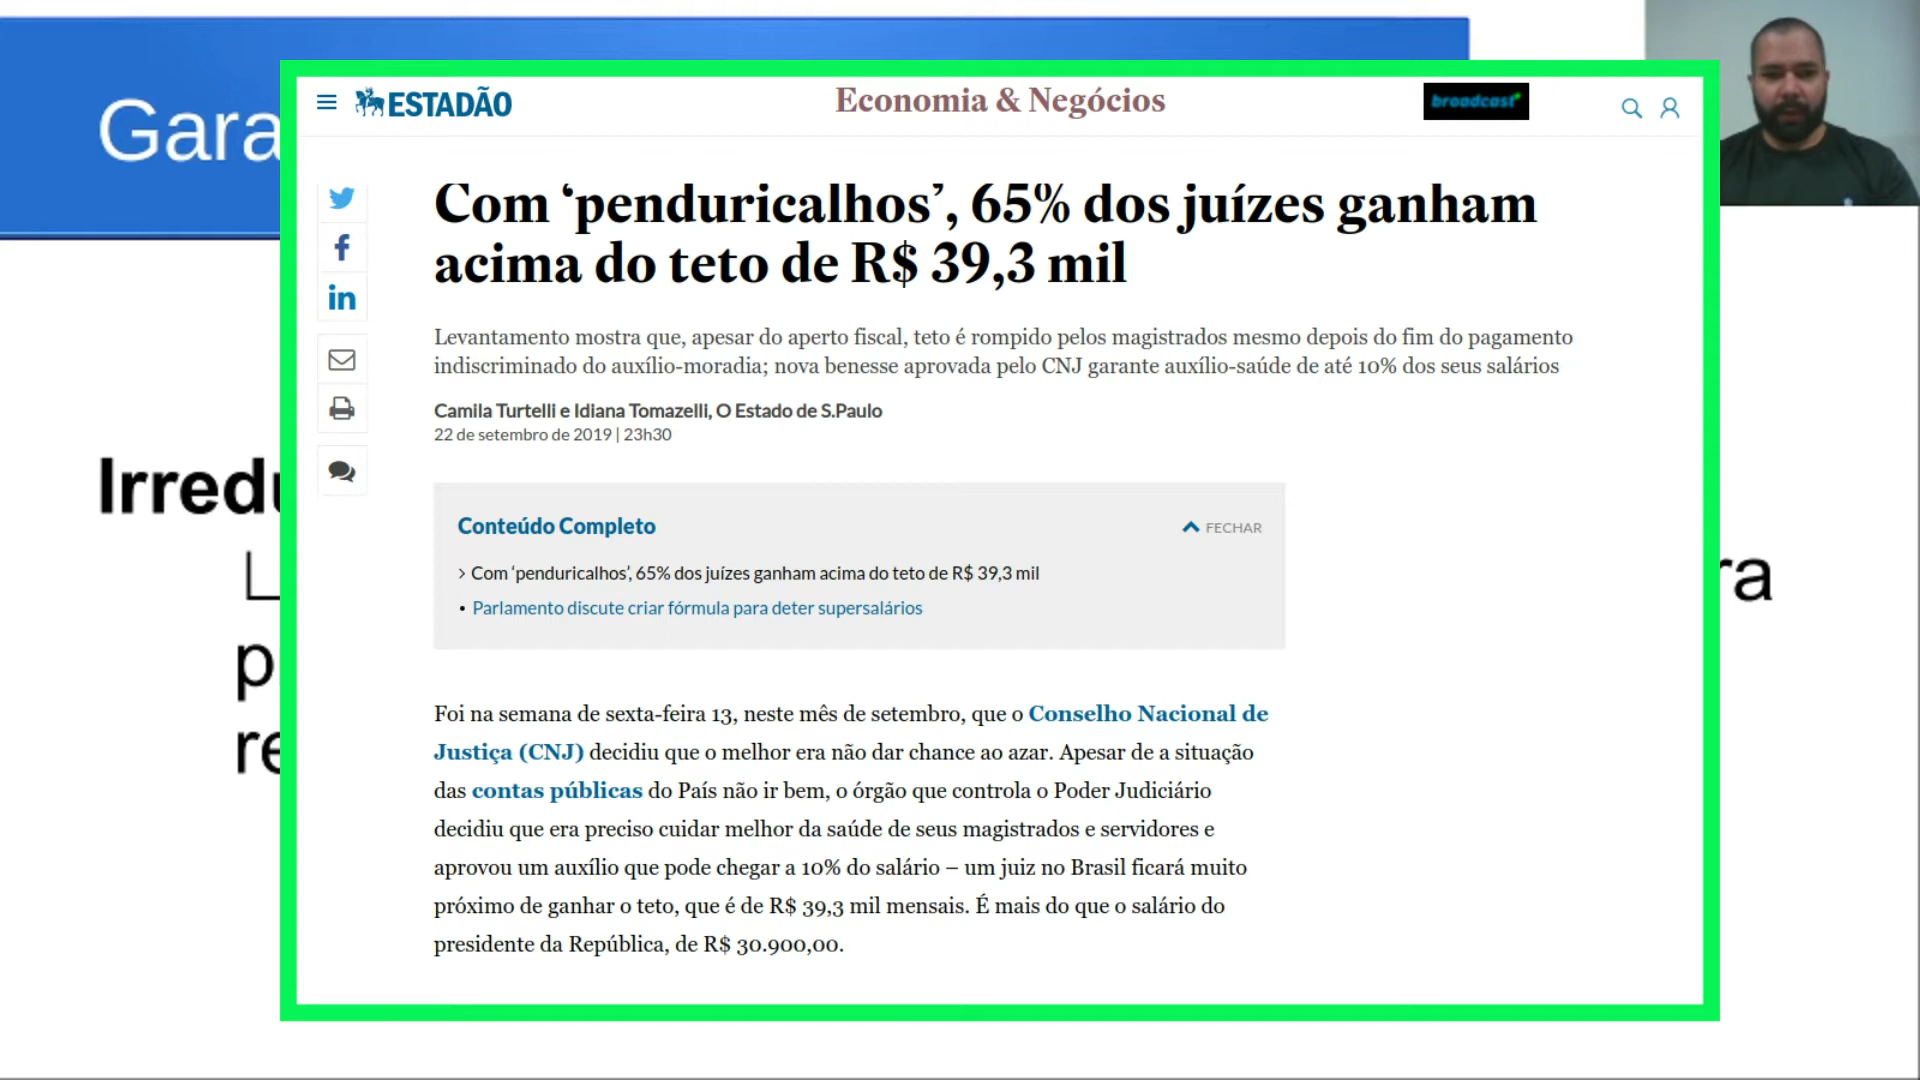 Gara
ESTADÃO
Economia & Negócios
broadcast
Com ‘penduricalhos’, 65% dos juízes ganham
acima do teto de R$ 39,3 mil
Levantamento mostra que, apesar do aperto fiscal, teto é rompido pelos magistrados mesmo depois do fim do pagamento
indiscriminado do auxílio-moradia; nova benesse aprovada pelo CNJ garante auxílio-saúde de até 10% dos seus salários
Camila Turtelli e Idiana Tomazelli, O Estado de S.Paulo
22 de setembro de 2019 | 23h30
Conteúdo Completo
FECHAR
> Com ‘penduricalhos’, 65% dos juízes ganham acima do teto de R$ 39,3 mil
• Parlamento discute criar fórmula para deter supersalários
Foi na semana de sexta-feira 13, neste mês de setembro, que o Conselho Nacional de
Justiça (CNJ) decidiu que o melhor era não dar chance ao azar. Apesar de a situação
das contas públicas do País não ir bem, o órgão que controla o Poder Judiciário
decidiu que era preciso cuidar melhor da saúde de seus magistrados e servidores e
aprovou um auxílio que pode chegar a 10% do salário – um juiz no Brasil ficará muito
próximo de ganhar o teto, que é de R$ 39,3 mil mensais. É mais do que o salário do
presidente da República, de R$ 30.900,00.
Irredu
ra
p
re